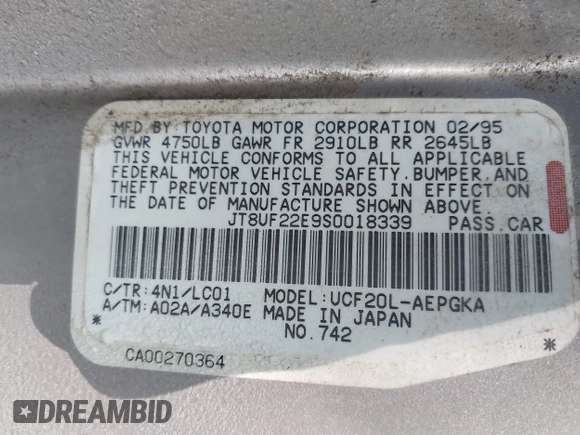 MFD.BY:TOYOTA MOTOR CORPORATION 02/95
GVWR 4750LB GAWR FR 2910LB RR 2645LB
THIS VEHICLE CONFORMS TO ALL APPLICABLE
FEDERAL MOTOR VEHICLE SAFETY.BUMPER.AND
THEFT PREVENTION STANDARDS IN EFFECT ON
THE DATE OF MANUFACTURE SHOWN ABOVE.
JT8UF22E9S0018339 PASS.CAR
C/TR:4N1/LC01 MODEL:UCF20L-AEPGKA
A/TM:A02A/A340E MADE IN JAPAN
* NO.742 *
CA00270364
DREAMBID